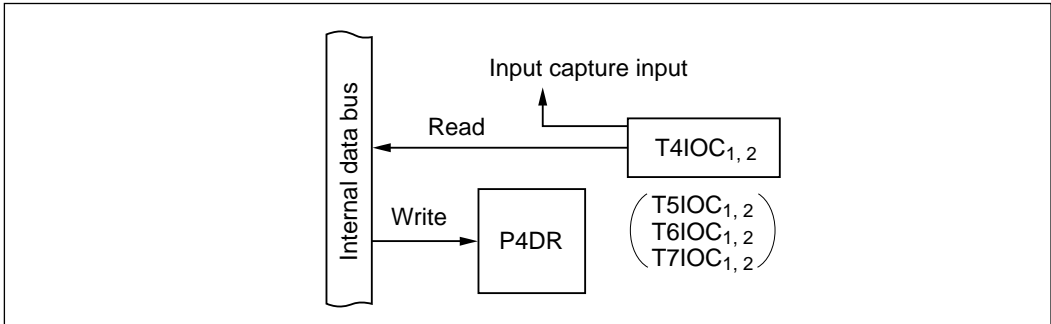 Internal data bus
Input capture input
Read
T4IOC1, 2
Write
P4DR
T5IOC1, 2
T6IOC1, 2
T7IOC1, 2